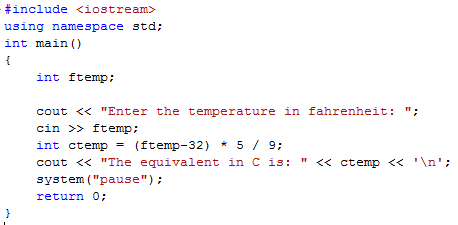 #include <iostream>
using namespace std;
int main()
{
    int ftemp;

    cout << "Enter the temperature in fahrenheit: ";
    cin >> ftemp;
    int ctemp = (ftemp-32) * 5 / 9;
    cout << "The equivalent in C is: " << ctemp << '\n';
    system("pause");
    return 0;
}